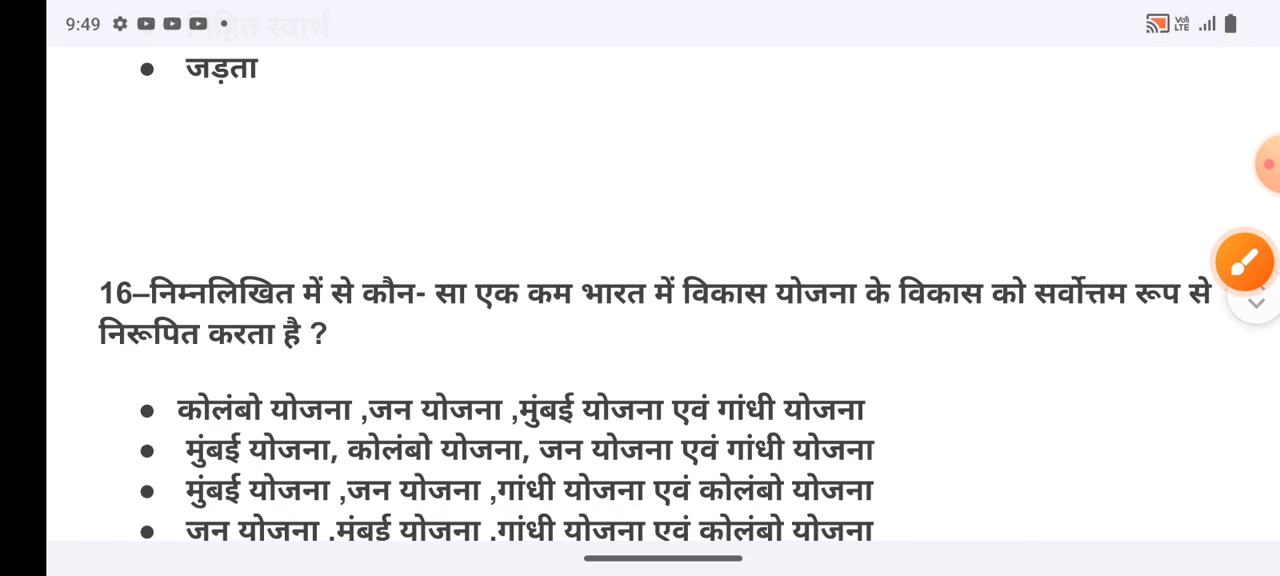 9:49
निहित स्वार्थ
Vo) LTE
● जड़ता
16–निम्नलिखित में से कौन- सा एक कम भारत में विकास योजना के विकास को सर्वोत्तम रूप से
निरूपित करता है ?
● कोलंबो योजना ,जन योजना ,मुंबई योजना एवं गांधी योजना
● मुंबई योजना, कोलंबो योजना, जन योजना एवं गांधी योजना
● मुंबई योजना ,जन योजना ,गांधी योजना एवं कोलंबो योजना
● जन योजना ,मुंबई योजना ,गांधी योजना एवं कोलंबो योजना